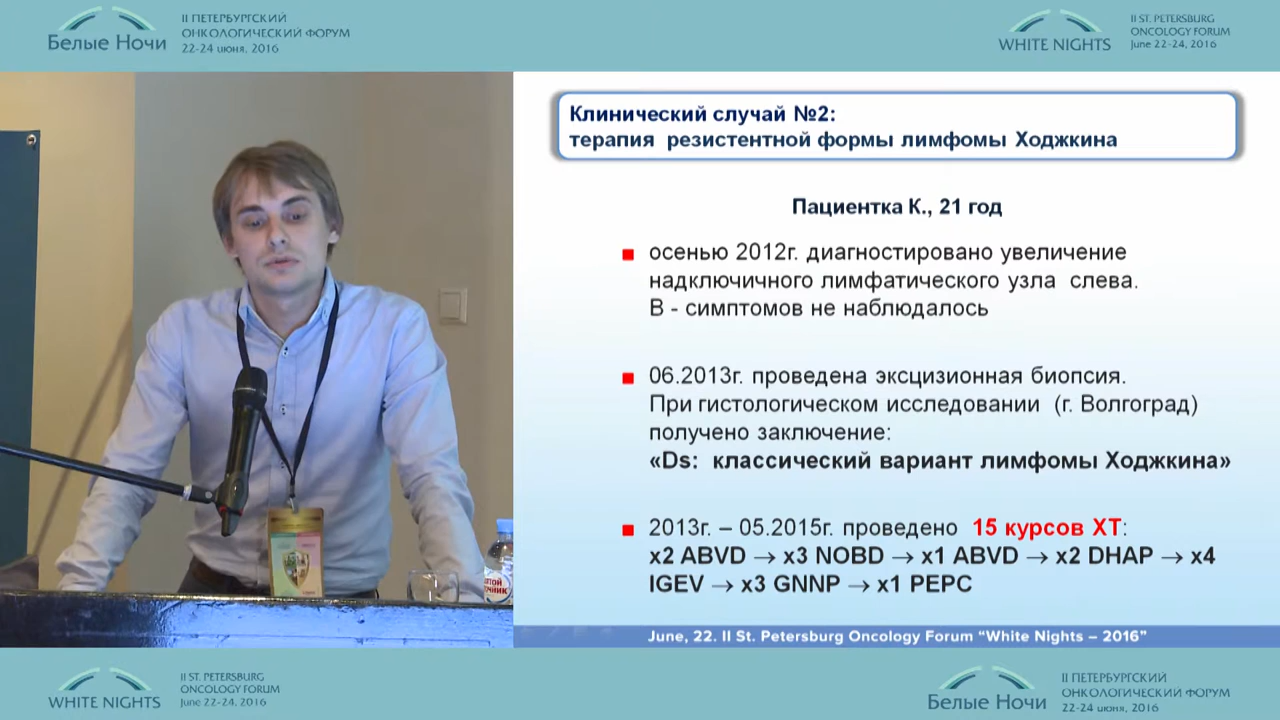 Белые Ночи
II ПЕТЕРБУРГСКИЙ
ОНКОЛОГИЧЕСКИЙ ФОРУМ
22-24 июня, 2016
WHITE NIGHTS
II ST. PETERSBURG
ONCOLOGY FORUM
June 22-24, 2016
Клинический случай №2:
терапия резистентной формы лимфомы Ходжкина
Пациентка К., 21 год
осенью 2012г. диагностировано увеличение
надключичного лимфатического узла слева.
В - симптомов не наблюдалось
06.2013г. проведена эксцизионная биопсия.
При гистологическом исследовании (г. Волгоград)
получено заключение:
«Ds: классический вариант лимфомы Ходжкина»
2013г. – 05.2015г. проведено 15 курсов ХТ:
x2 ABVD → x3 NOBD → x1 ABVD → x2 DHAP → x4
IGEV → x3 GNNP → x1 PEPC
June, 22. II St. Petersburg Oncology Forum “White Nights – 2016”
WHITE NIGHTS
II ST. PETERSBURG
ONCOLOGY FORUM
June 22-24, 2016
Белые Ночи
II ПЕТЕРБУРГСКИЙ
ОНКОЛОГИЧЕСКИЙ ФОРУМ
22-24 июня, 2016